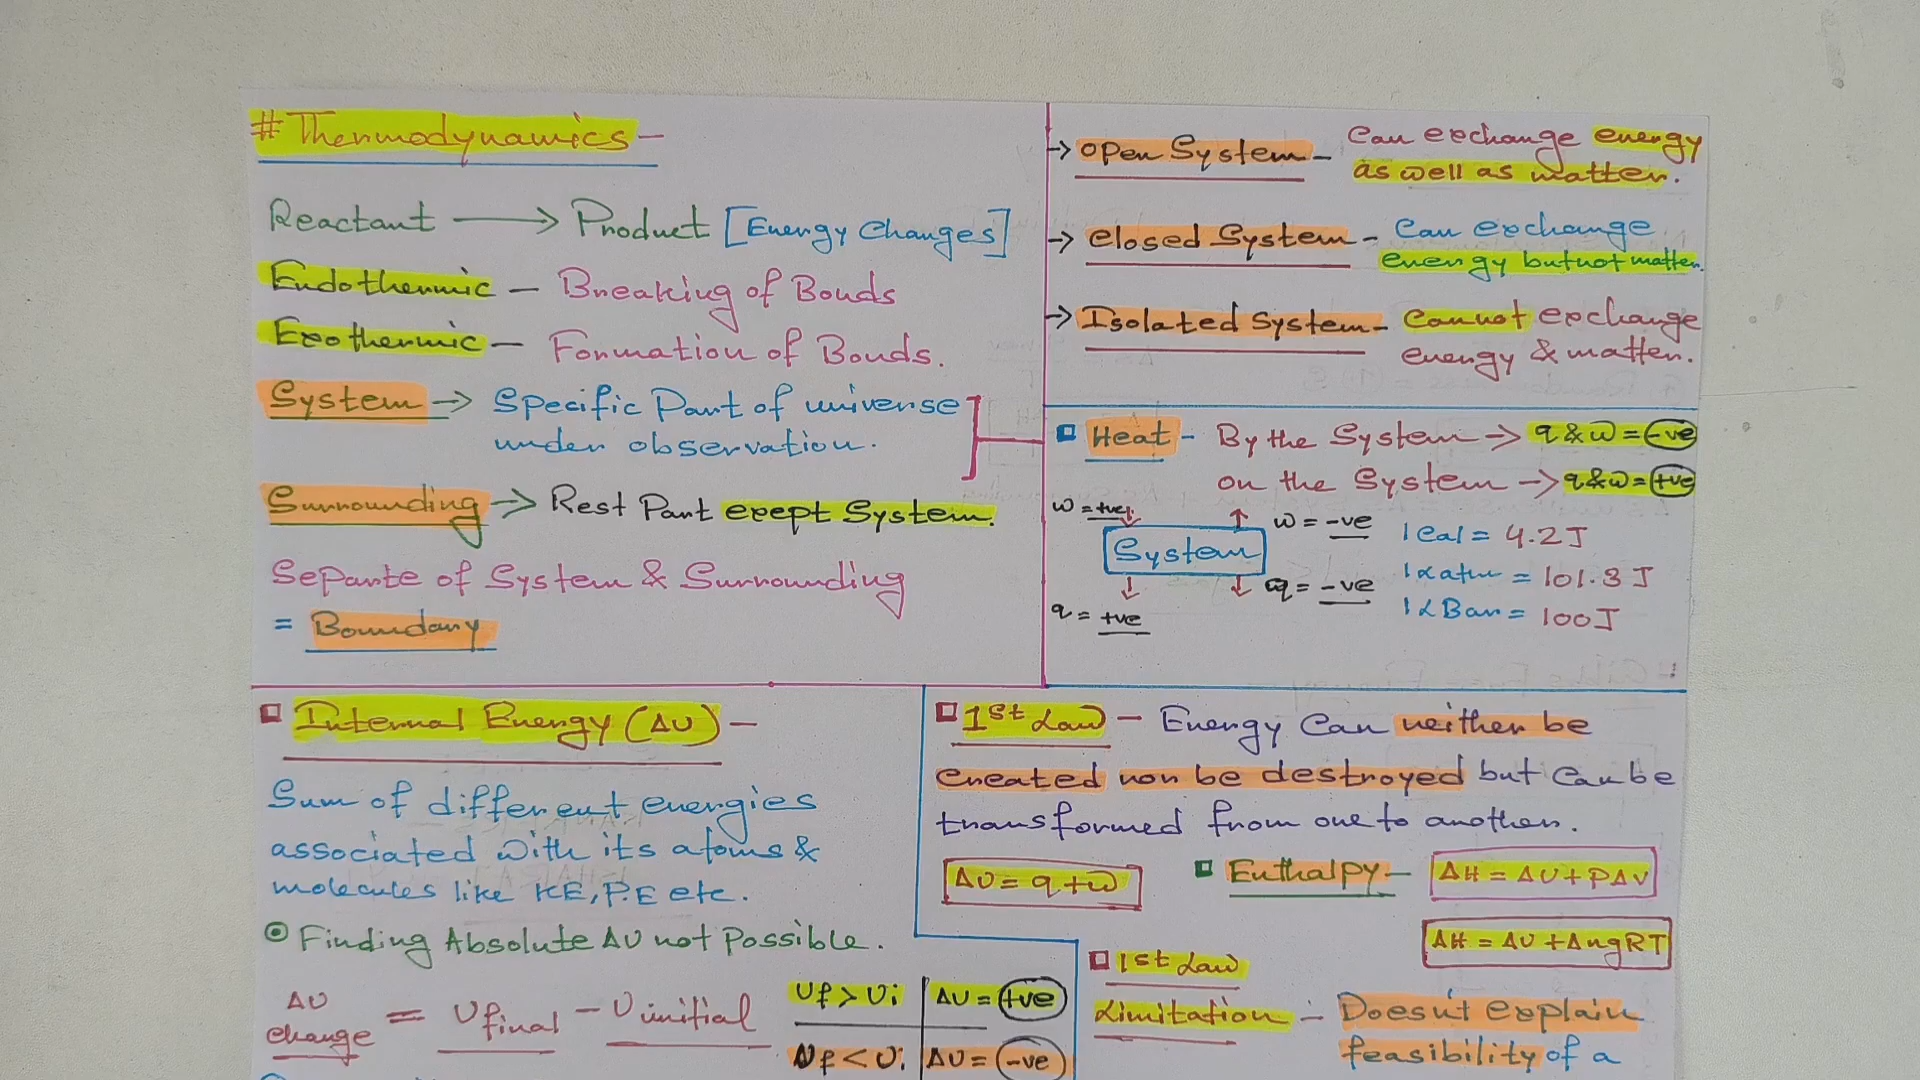 # Thermodynamics –
Reactant ⟶ Product [Energy Changes]
Endothermic – Breaking of Bonds
Exothermic – Formation of Bonds.
System → Specific Part of universe
under observation.
Surrounding → Rest Part exept System.
Separte of System & Surrounding
= Boundary
→ Open System – Can exchange energy
as well as matter.
→ Closed System – Can exchange
energy but not matter.
→ Isolated System – Cannot exchange
energy & matter.
Heat – By the System → q & w = -ve
on the System → q & w = +ve
w = +ve
w = -ve
System
q = +ve
q = -ve
1 Cal = 4.2 J
1 L atm = 101.3 J
1 L Bar = 100 J
Internal Energy (ΔU) –
Sum of different energies
associated with its atoms &
molecules like KE, P.E etc.
Finding Absolute ΔU not Possible.
ΔU change = U final – U initial
Uf > Ui | ΔU = +ve
Uf < Ui | ΔU = -ve
1st Law – Energy Can neither be
created nor be destroyed but Can be
transformed from one to another.
ΔU = q + w
Enthalpy – ΔH = ΔU + PΔV
ΔH = ΔU + ΔngRT
1st Law
Limitation – Doesn't explain
feasibility of a